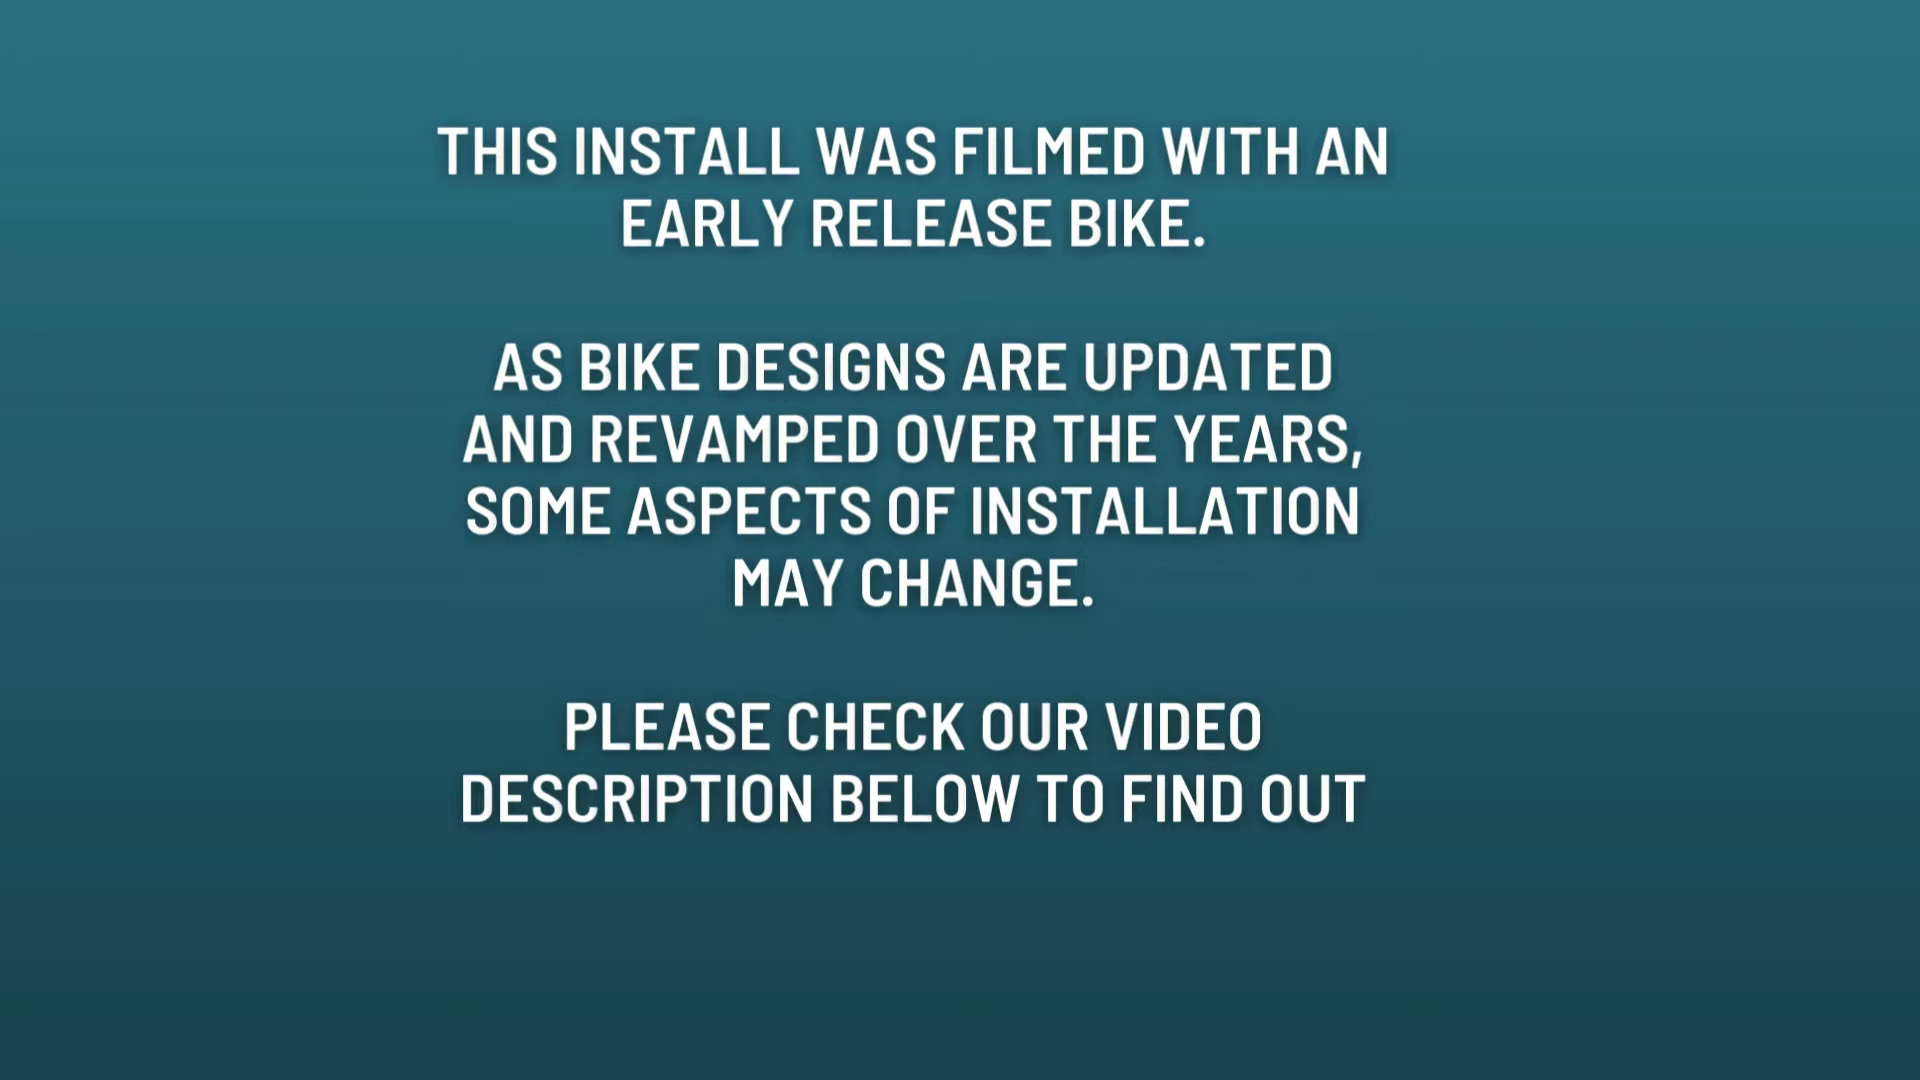 THIS INSTALL WAS FILMED WITH AN
EARLY RELEASE BIKE.
AS BIKE DESIGNS ARE UPDATED
AND REVAMPED OVER THE YEARS,
SOME ASPECTS OF INSTALLATION
MAY CHANGE.
PLEASE CHECK OUR VIDEO
DESCRIPTION BELOW TO FIND OUT